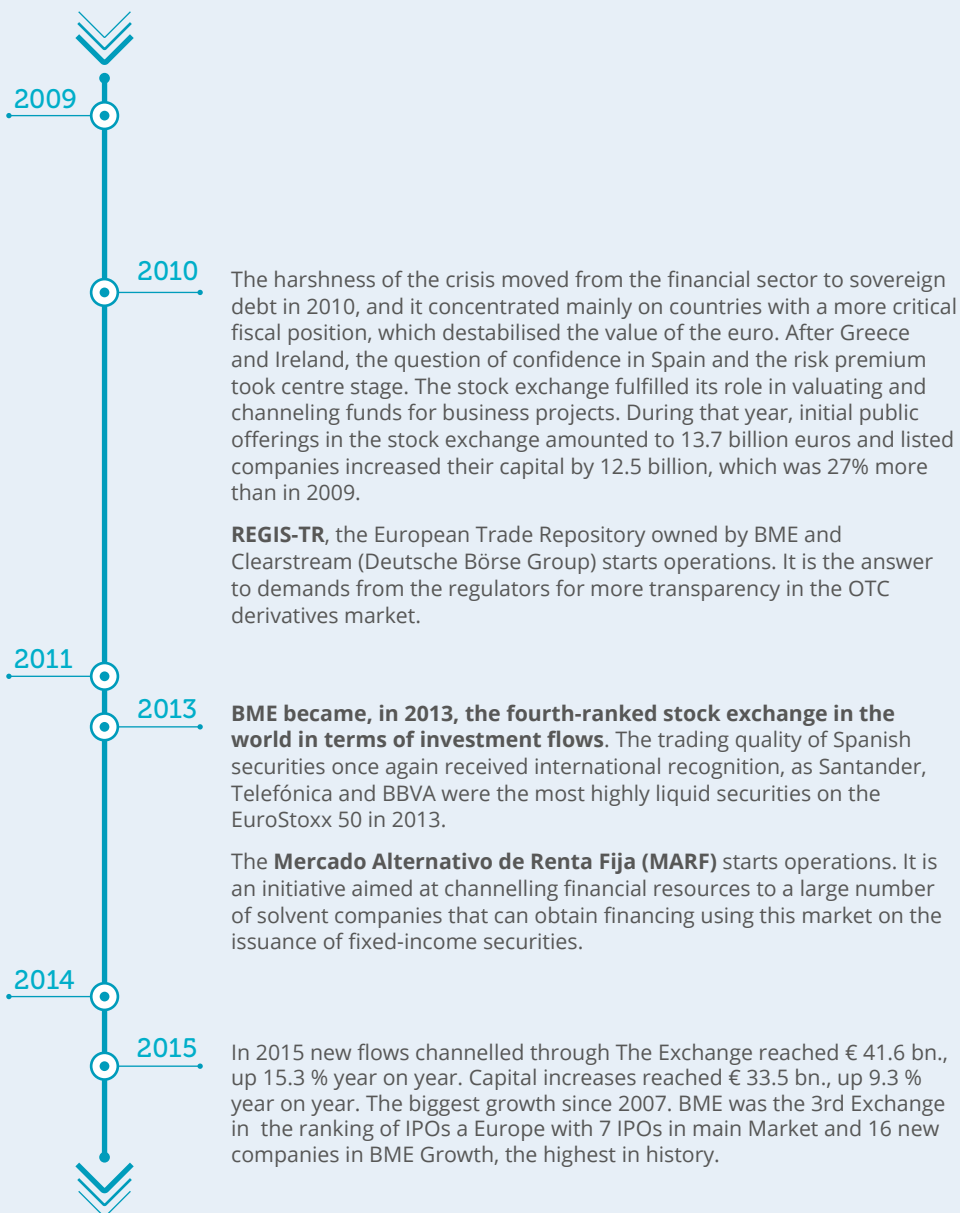 2009
2010
The harshness of the crisis moved from the financial sector to sovereign
debt in 2010, and it concentrated mainly on countries with a more critical
fiscal position, which destabilised the value of the euro. After Greece
and Ireland, the question of confidence in Spain and the risk premium
took centre stage. The stock exchange fulfilled its role in valuating and
channeling funds for business projects. During that year, initial public
offerings in the stock exchange amounted to 13.7 billion euros and listed
companies increased their capital by 12.5 billion, which was 27% more
than in 2009.
REGIS-TR, the European Trade Repository owned by BME and
Clearstream (Deutsche Börse Group) starts operations. It is the answer
to demands from the regulators for more transparency in the OTC
derivatives market.
2011
2013
BME became, in 2013, the fourth-ranked stock exchange in the
world in terms of investment flows. The trading quality of Spanish
securities once again received international recognition, as Santander,
Telefónica and BBVA were the most highly liquid securities on the
EuroStoxx 50 in 2013.
The Mercado Alternativo de Renta Fija (MARF) starts operations. It is
an initiative aimed at channelling financial resources to a large number
of solvent companies that can obtain financing using this market on the
issuance of fixed-income securities.
2014
2015
In 2015 new flows channelled through The Exchange reached € 41.6 bn.,
up 15.3 % year on year. Capital increases reached € 33.5 bn., up 9.3 %
year on year. The biggest growth since 2007. BME was the 3rd Exchange
in the ranking of IPOs a Europe with 7 IPOs in main Market and 16 new
companies in BME Growth, the highest in history.